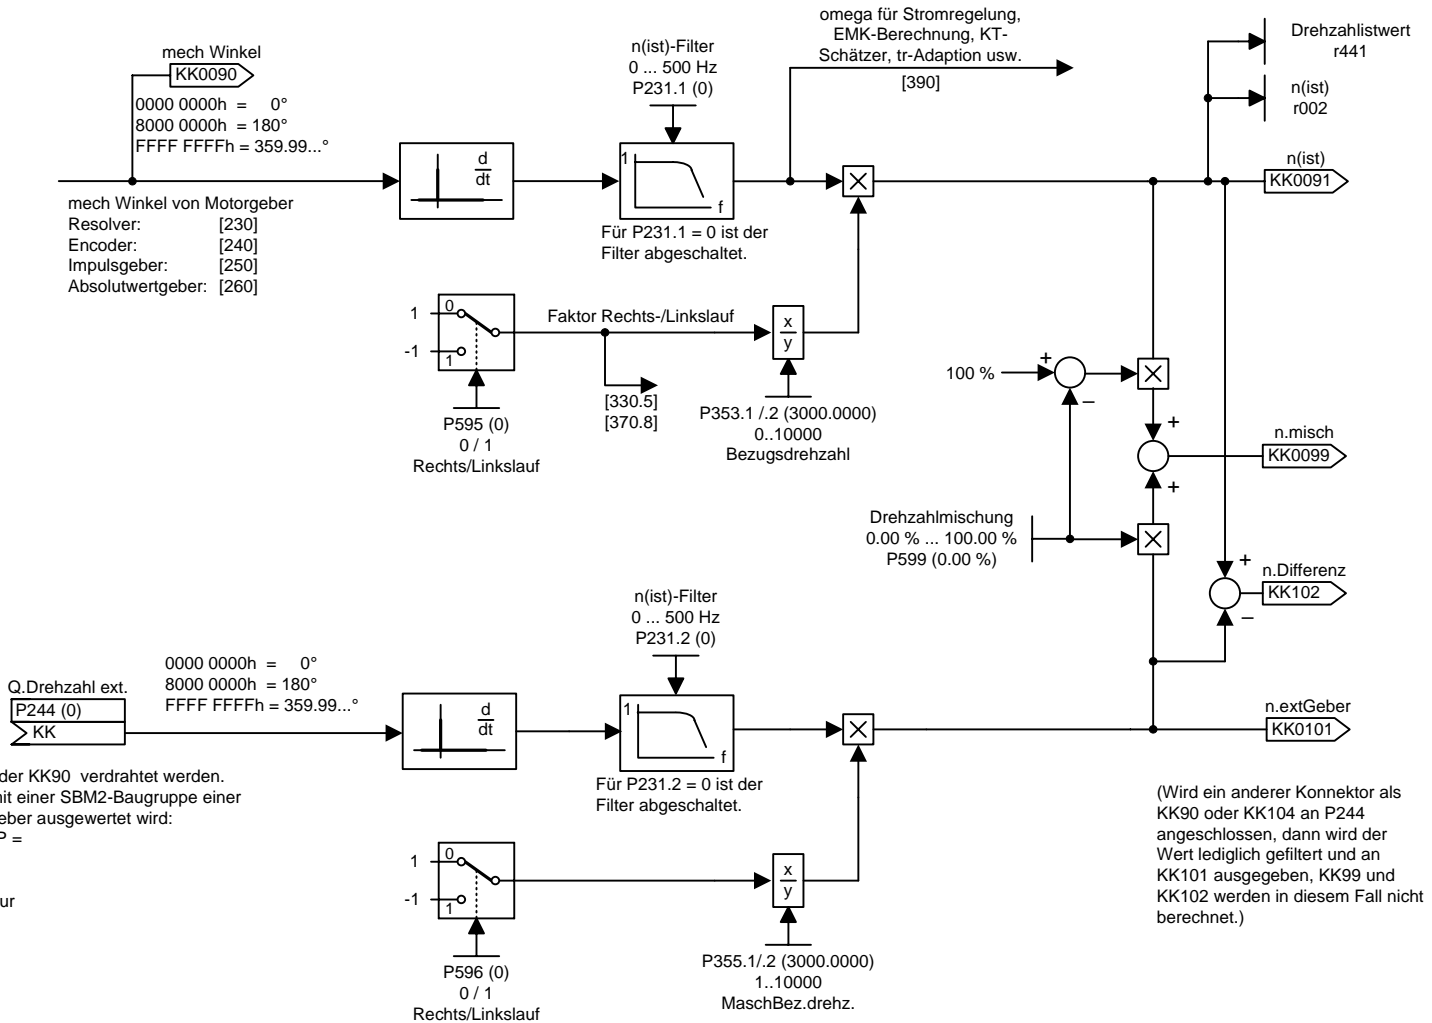 mech Winkel
KK0090
0000 0000h = 0°
8000 0000h = 180°
FFFF FFFFh = 359.99...°
mech Winkel von Motorgeber
Resolver: [230]
Encoder: [240]
Impulsgeber: [250]
Absolutwertgeber: [260]
d
dt
n(ist)-Filter
0 ... 500 Hz
P231.1 (0)
1
f
Für P231.1 = 0 ist der
Filter abgeschaltet.
omega für Stromregelung,
EMK-Berechnung, KT-
Schätzer, tr-Adaption usw.
[390]
Drehzahlistwert
r441
n(ist)
r002
n(ist)
KK0091
1
0
-1
1
P595 (0)
0 / 1
Rechts/Linkslauf
Faktor Rechts-/Linkslauf
[330.5]
[370.8]
x
y
P353.1 /.2 (3000.0000)
0..10000
Bezugsdrehzahl
100 %
+
–
+
n.misch
KK0099
+
Drehzahlmischung
0.00 % ... 100.00 %
P599 (0.00 %)
+
n.Differenz
KK102
–
Q.Drehzahl ext.
P244 (0)
KK
0000 0000h = 0°
8000 0000h = 180°
FFFF FFFFh = 359.99...°
d
dt
n(ist)-Filter
0 ... 500 Hz
P231.2 (0)
1
f
Für P231.2 = 0 ist der
Filter abgeschaltet.
n.extGeber
KK0101
der KK90 verdrahtet werden.
mit einer SBM2-Baugruppe einer
eber ausgewertet wird:
P =
ur
1
0
-1
1
P596 (0)
0 / 1
Rechts/Linkslauf
x
y
P355.1/.2 (3000.0000)
1..10000
MaschBez.drehz.
(Wird ein anderer Konnektor als
KK90 oder KK104 an P244
angeschlossen, dann wird der
Wert lediglich gefiltert und an
KK101 ausgegeben, KK99 und
KK102 werden in diesem Fall nicht
berechnet.)